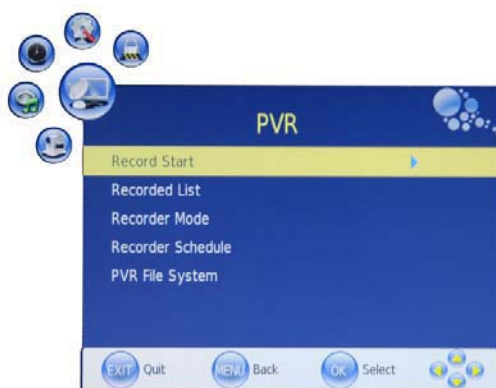 PVR
Record Start
Recorded List
Recorder Mode
Recorder Schedule
PVR File System
EXIT Quit MENU Back OK Select